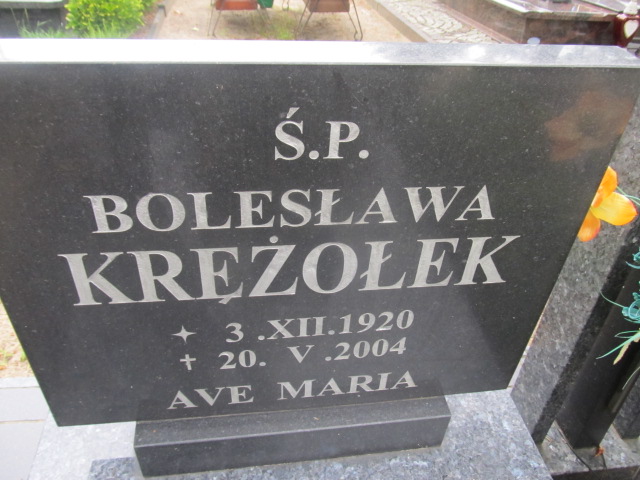 Ś.P.
BOLESŁAWA
KRĘŻOŁEK
✦ 3.XII.1920
✝ 20. V.2004
AVE MARIA